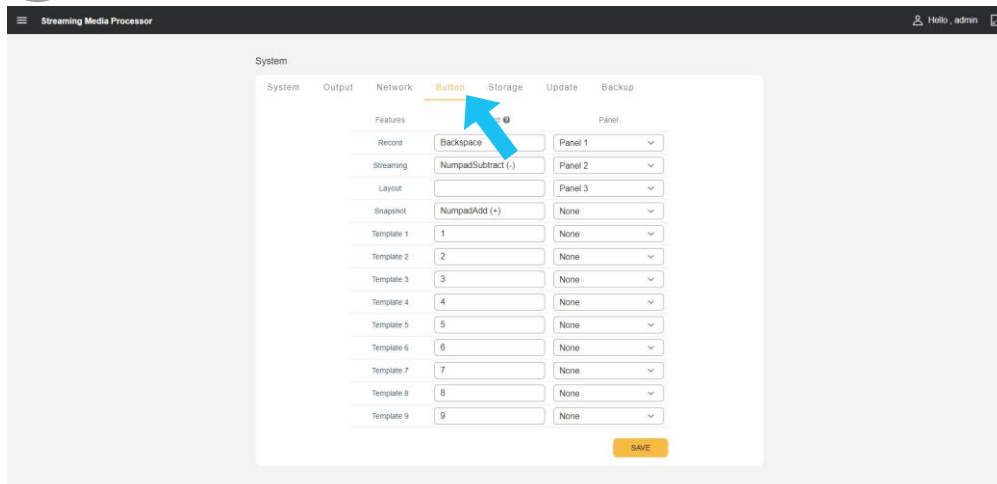 Streaming Media Processor Hello , admin
System
System Output Network Button Storage Update Backup
Features Panel
Record Backspace Panel 1
Streaming NumpadSubtract (-) Panel 2
Layout Panel 3
Snapshot NumpadAdd (+) None
Template 1 1 None
Template 2 2 None
Template 3 3 None
Template 4 4 None
Template 5 5 None
Template 6 6 None
Template 7 7 None
Template 8 8 None
Template 9 9 None
SAVE